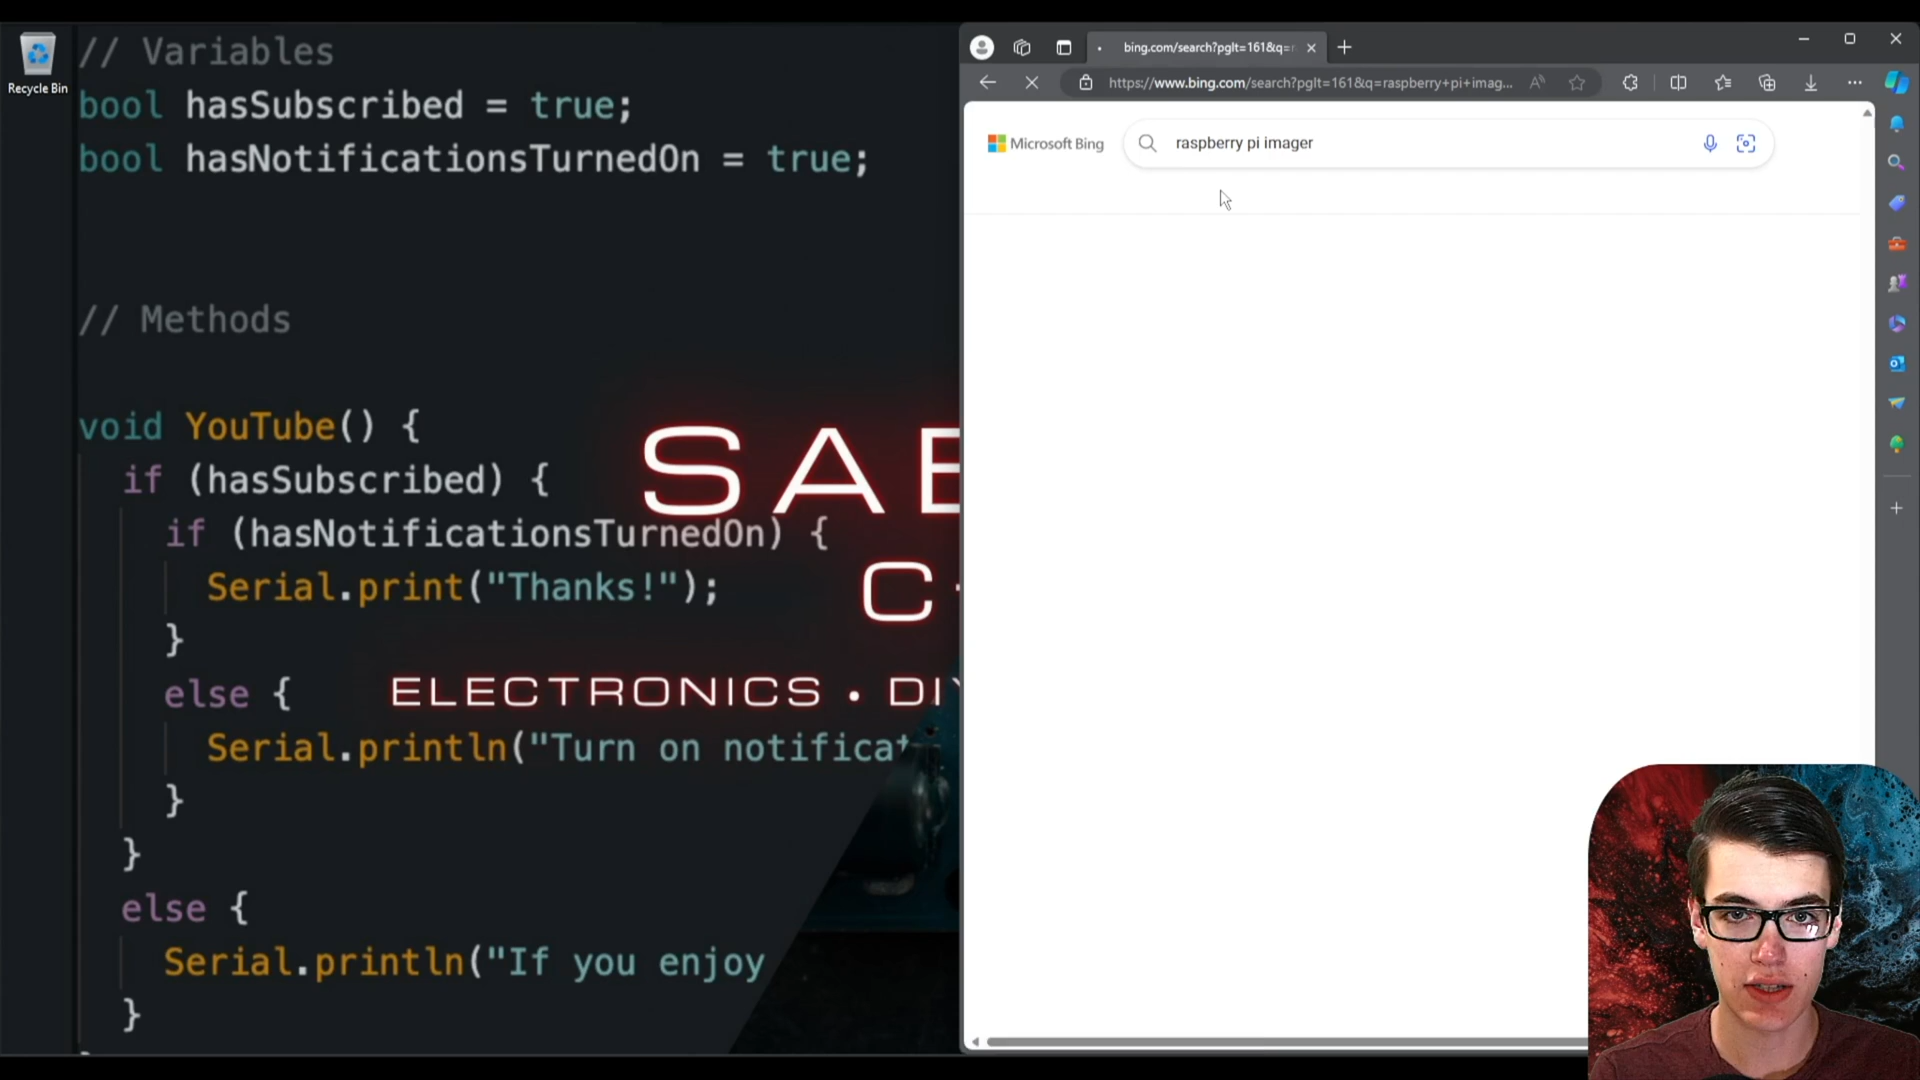 Recycle Bin
// Variables
bool hasSubscribed = true;
bool hasNotificationsTurnedOn = true;
// Methods
void YouTube() {
if (hasSubscribed) {
if (hasNotificationsTurnedOn) {
Serial.print("Thanks!");
}
else {
Serial.println("Turn on notificat
}
}
else {
Serial.println("If you enjoy
}
SAB
C
ELECTRONICS • DIY
bing.com/search?pglt=161&q=r
https://www.bing.com/search?pglt=161&q=raspberry+pi+imag...
Microsoft Bing
raspberry pi imager